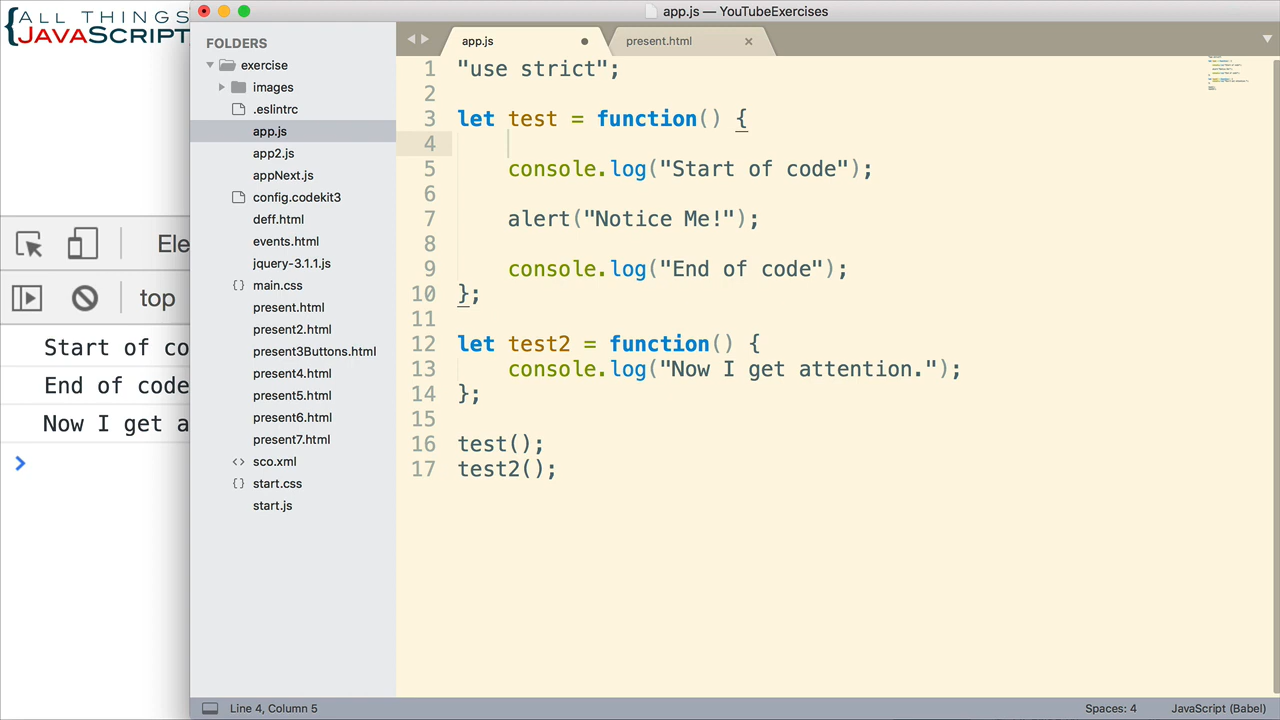 ALL THINGS
JAVASCRIPT
Ele
top
Start of co
End of code
Now I get a
app.js — YouTubeExercises
FOLDERS
exercise
images
.eslintrc
app.js
app2.js
appNext.js
config.codekit3
deff.html
events.html
jquery-3.1.1.js
{} main.css
present.html
present2.html
present3Buttons.html
present4.html
present5.html
present6.html
present7.html
<> sco.xml
{} start.css
start.js
app.js
present.html
1 "use strict";
2
3 let test = function() {
4
5 console.log("Start of code");
6
7 alert("Notice Me!");
8
9 console.log("End of code");
10 };
11
12 let test2 = function() {
13 console.log("Now I get attention.");
14 };
15
16 test();
17 test2();
Line 4, Column 5
Spaces: 4
JavaScript (Babel)